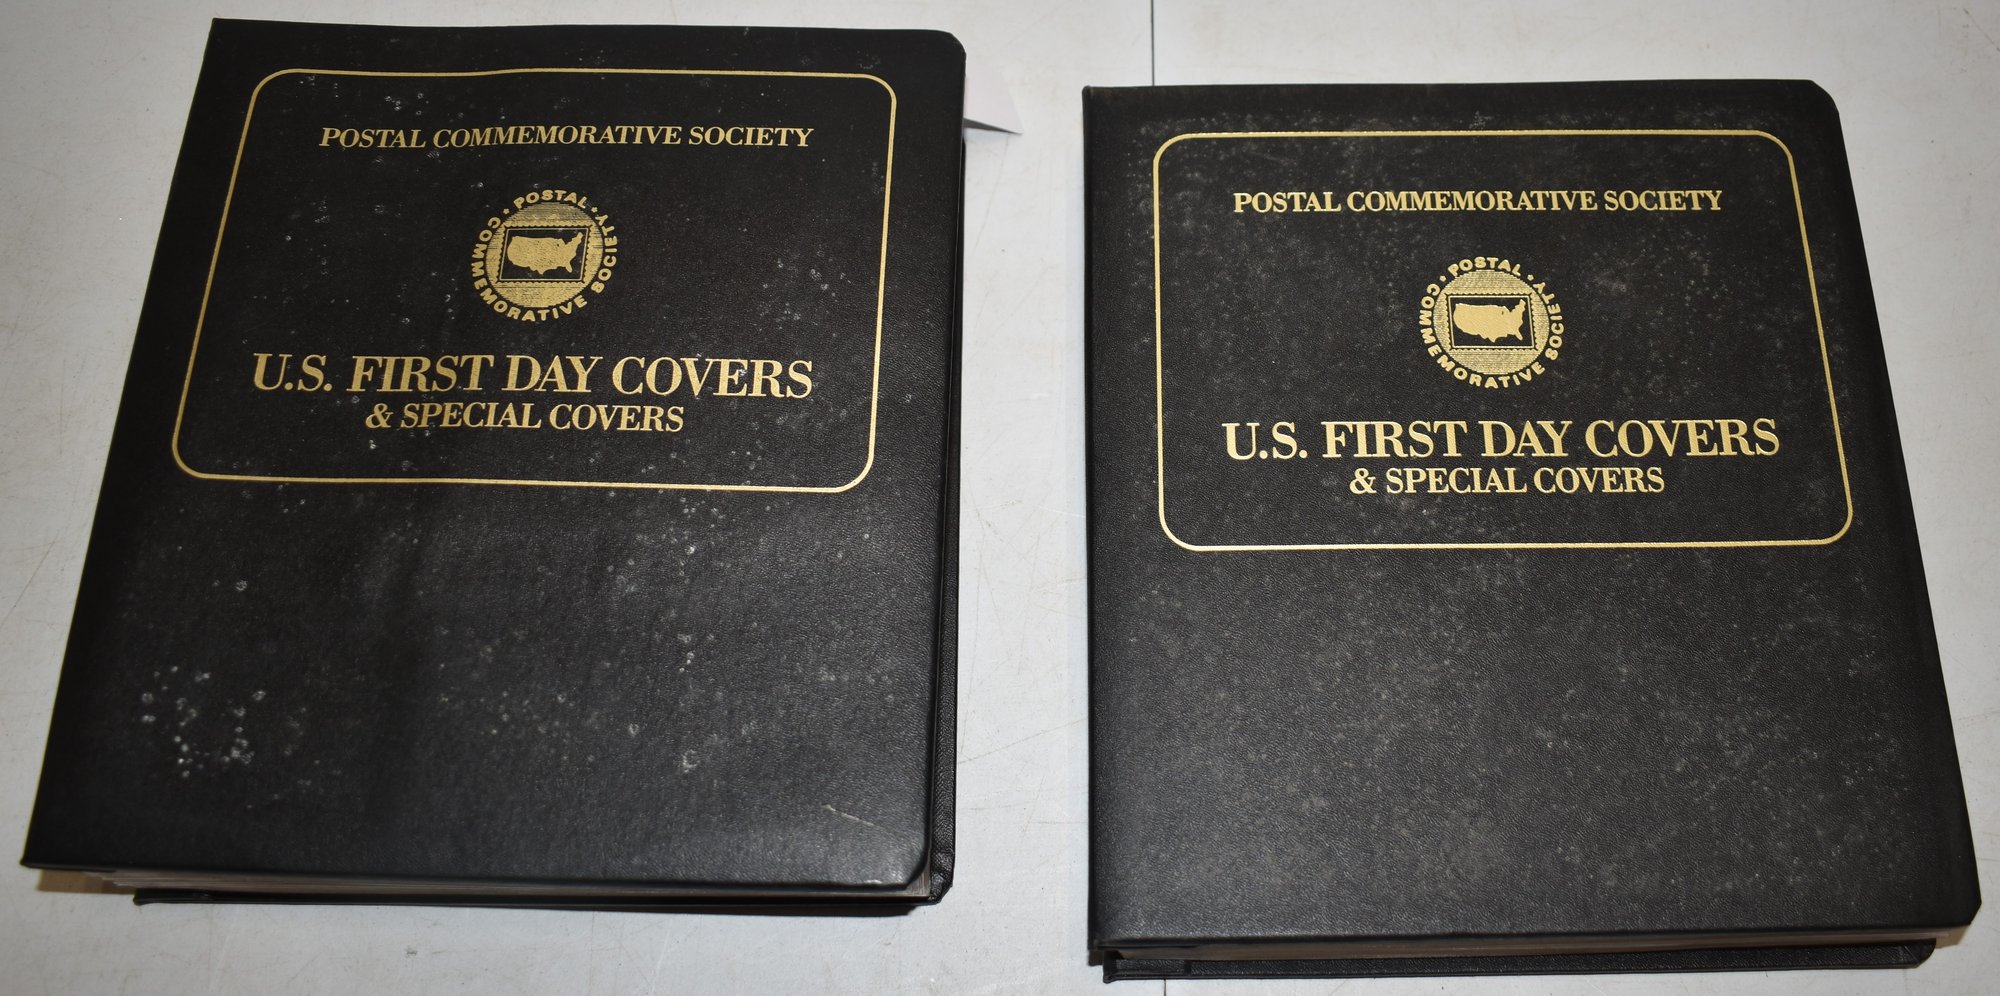 POSTAL COMMEMORATIVE SOCIETY
• POSTAL •
COMMEMORATIVE SOCIETY
U.S. FIRST DAY COVERS
& SPECIAL COVERS
POSTAL COMMEMORATIVE SOCIETY
• POSTAL •
COMMEMORATIVE SOCIETY
U.S. FIRST DAY COVERS
& SPECIAL COVERS